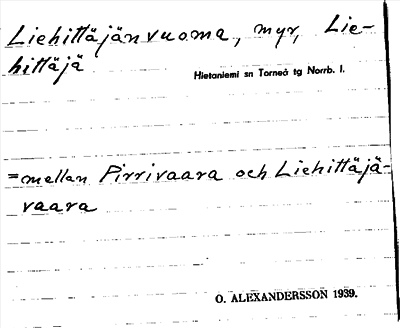 Liehittäjänvuoma, myr, Lie-
hittäjä
Hietaniemi sn Torneå tg Norrb. l.
=mellan Pirrivaara och Liehittäjä-
vaara
O. ALEXANDERSSON 1939.